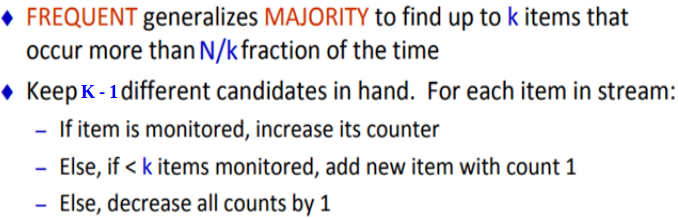 FREQUENT generalizes MAJORITY to find up to k items that
occur more than N/k fraction of the time
Keep K - 1 different candidates in hand. For each item in stream:
– If item is monitored, increase its counter
– Else, if < k items monitored, add new item with count 1
– Else, decrease all counts by 1